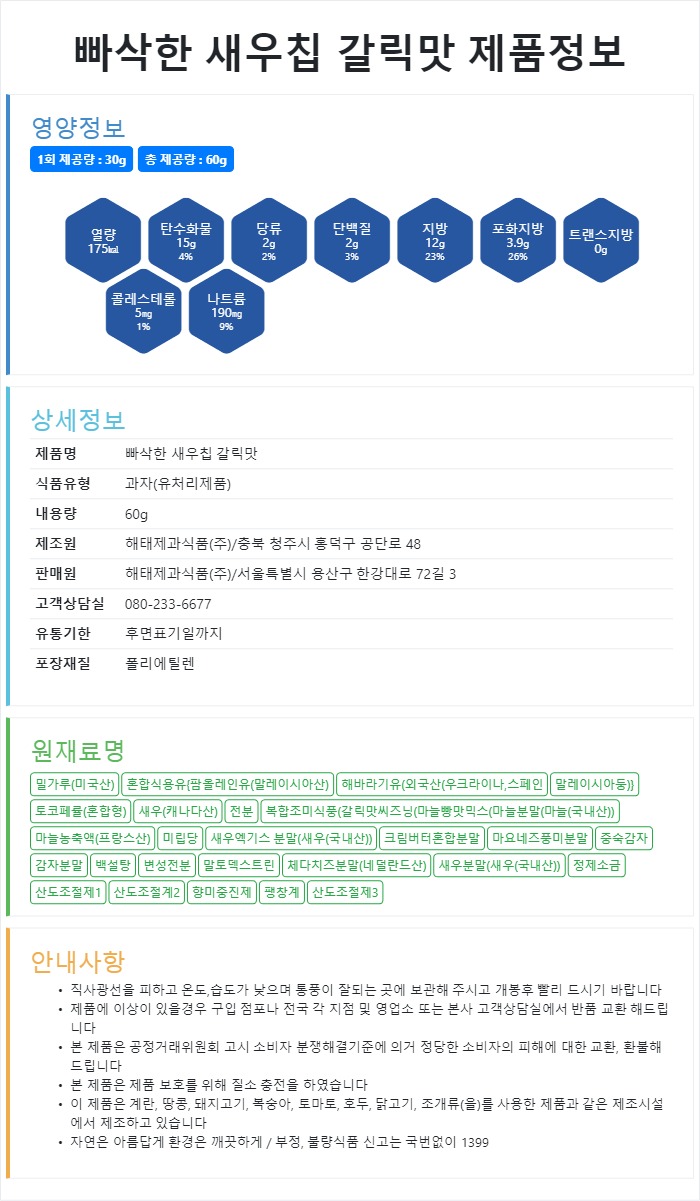 빠삭한 새우칩 갈릭맛 제품정보
영양정보
1회 제공량 : 30g 총 제공량 : 60g
열량
175㎉
탄수화물
15g
4%
당류
2g
2%
단백질
2g
3%
지방
12g
23%
포화지방
3.9g
26%
트랜스지방
0g
콜레스테롤
5㎎
1%
나트륨
190㎎
9%
상세정보
제품명 빠삭한 새우칩 갈릭맛
식품유형 과자(유처리제품)
내용량 60g
제조원 해태제과식품(주)/충북 청주시 흥덕구 공단로 48
판매원 해태제과식품(주)/서울특별시 용산구 한강대로 72길 3
고객상담실 080-233-6677
유통기한 후면표기일까지
포장재질 폴리에틸렌
원재료명
밀가루(미국산) 혼합식용유{팜올레인유(말레이시아산) 해바라기유(외국산(우크라이나,스페인 말레이시아등)}
토코페롤(혼합형) 새우(캐나다산) 전분 복합조미식품{갈릭맛씨즈닝(마늘빵맛믹스(마늘분말(마늘(국내산))
마늘농축액(프랑스산) 미립당 새우엑기스 분말(새우(국내산)) 크림버터혼합분말 마요네즈풍미분말 중숙감자
감자분말 백설탕 변성전분 말토덱스트린 체다치즈분말(네덜란드산) 새우분말(새우(국내산)) 정제소금
산도조절제1 산도조절계2 향미증진제 팽창계 산도조절제3
안내사항
• 직사광선을 피하고 온도,습도가 낮으며 통풍이 잘되는 곳에 보관해 주시고 개봉후 빨리 드시기 바랍니다
• 제품에 이상이 있을경우 구입 점포나 전국 각 지점 및 영업소 또는 본사 고객상담실에서 반품 교환 해드립
니다
• 본 제품은 공정거래위원회 고시 소비자 분쟁해결기준에 의거 정당한 소비자의 피해에 대한 교환, 환불해
드립니다
• 본 제품은 제품 보호를 위해 질소 충전을 하였습니다
• 이 제품은 계란, 땅콩, 돼지고기, 복숭아, 토마토, 호두, 닭고기, 조개류(을)를 사용한 제품과 같은 제조시설
에서 제조하고 있습니다
• 자연은 아름답게 환경은 깨끗하게 / 부정, 불량식품 신고는 국번없이 1399